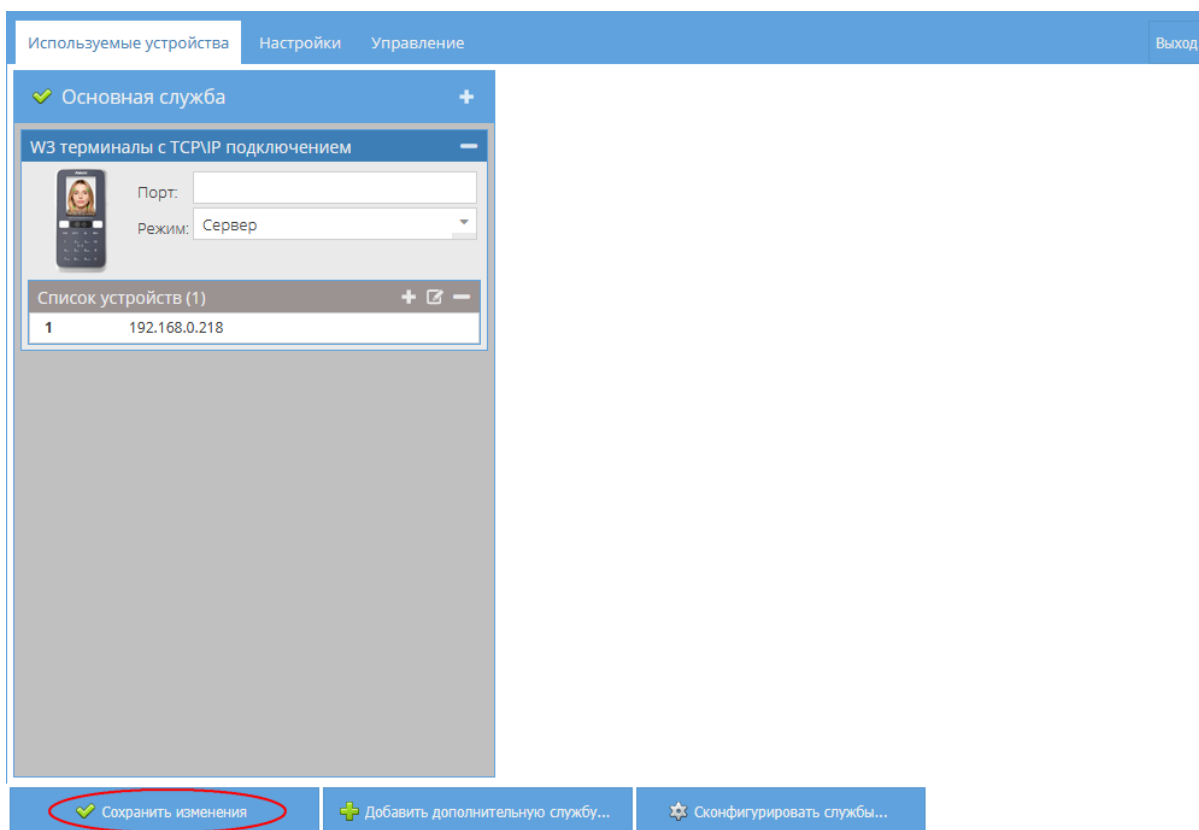 Используемые устройства Настройки Управление Выход
Основная служба
W3 терминалы с TCP\IP подключением
Порт:
Режим: Сервер
Список устройств (1)
1 192.168.0.218
Сохранить изменения Добавить дополнительную службу... Сконфигурировать службы...